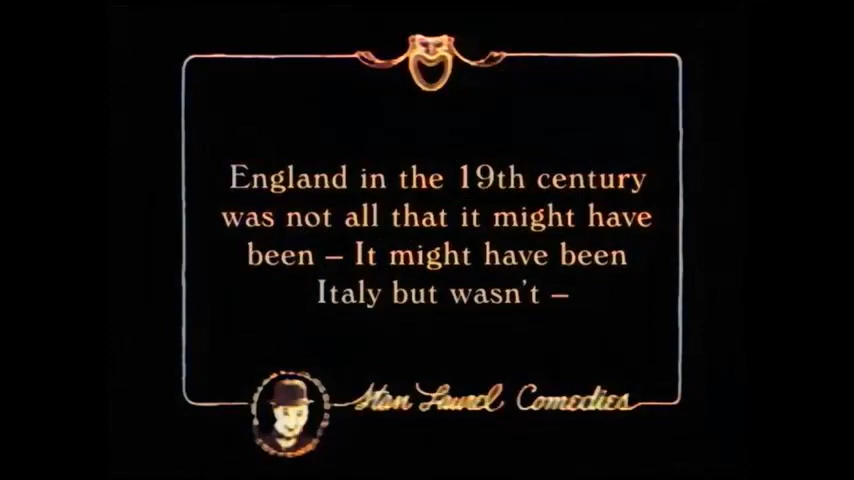 England in the 19th century
was not all that it might have
been – It might have been
Italy but wasn't –
Stan Laurel Comedies